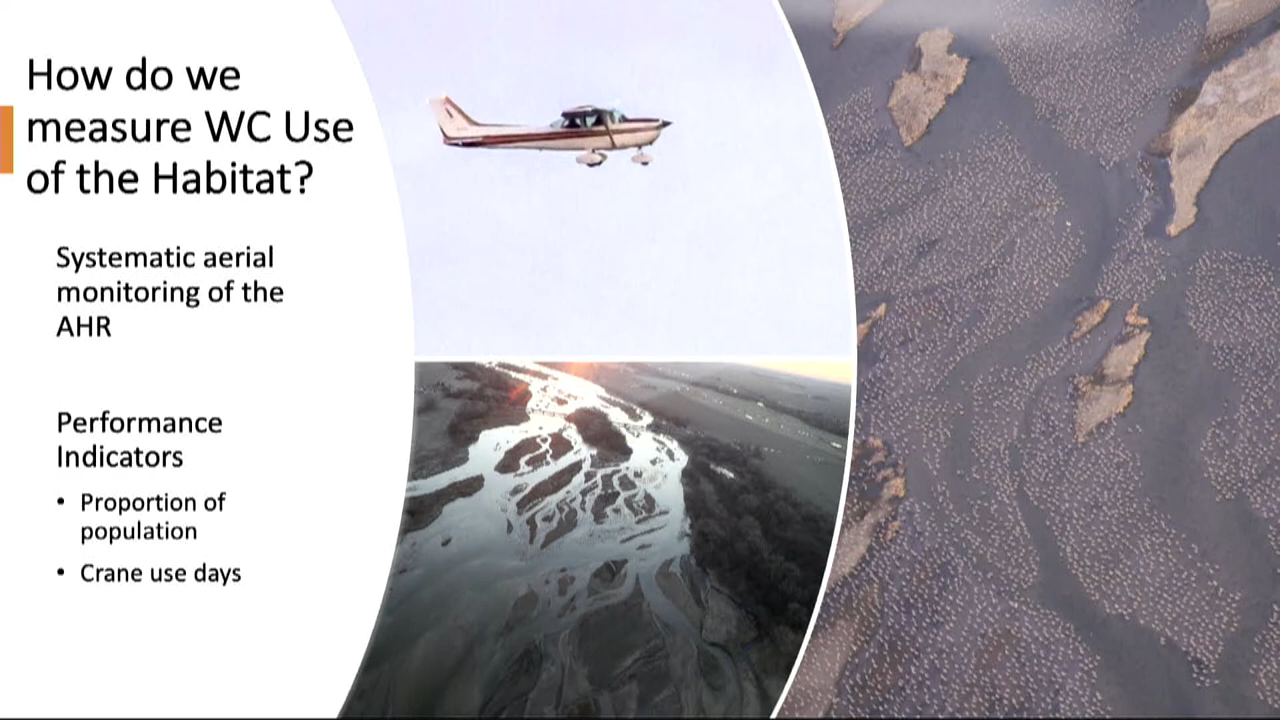 How do we
measure WC Use
of the Habitat?
Systematic aerial
monitoring of the
AHR
Performance
Indicators
• Proportion of
population
• Crane use days